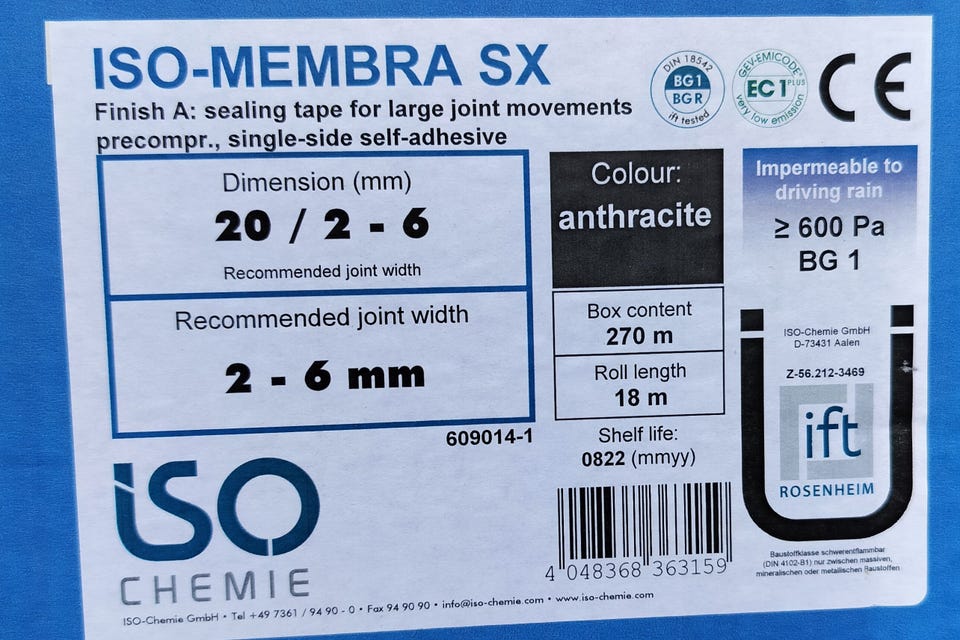 ISO-MEMBRA SX
Finish A: sealing tape for large joint movements
precompr., single-side self-adhesive
DIN 18542
BG1
BGR
ift tested
GEV-EMICODE
EC1 PLUS
very low emission
CE
Dimension (mm)
20 / 2 - 6
Recommended joint width
Recommended joint width
2 - 6 mm
609014-1
Colour:
anthracite
Box content
270 m
Roll length
18 m
Shelf life:
0822 (mmyy)
4 048368 363159
Impermeable to
driving rain
≥ 600 Pa
BG 1
ISO-Chemie GmbH
D-73431 Aalen
Z-56.212-3469
ift
ROSENHEIM
Baustoffklasse schwerentflammbar
(DIN 4102-B1) nur zwischen massiven,
mineralischen oder metallischen Baustoffen
ISO
CHEMIE
ISO-Chemie GmbH • Tel +49 7361 / 94 90 - 0 • Fax 94 90 90 • info@iso-chemie.com • www.iso-chemie.com